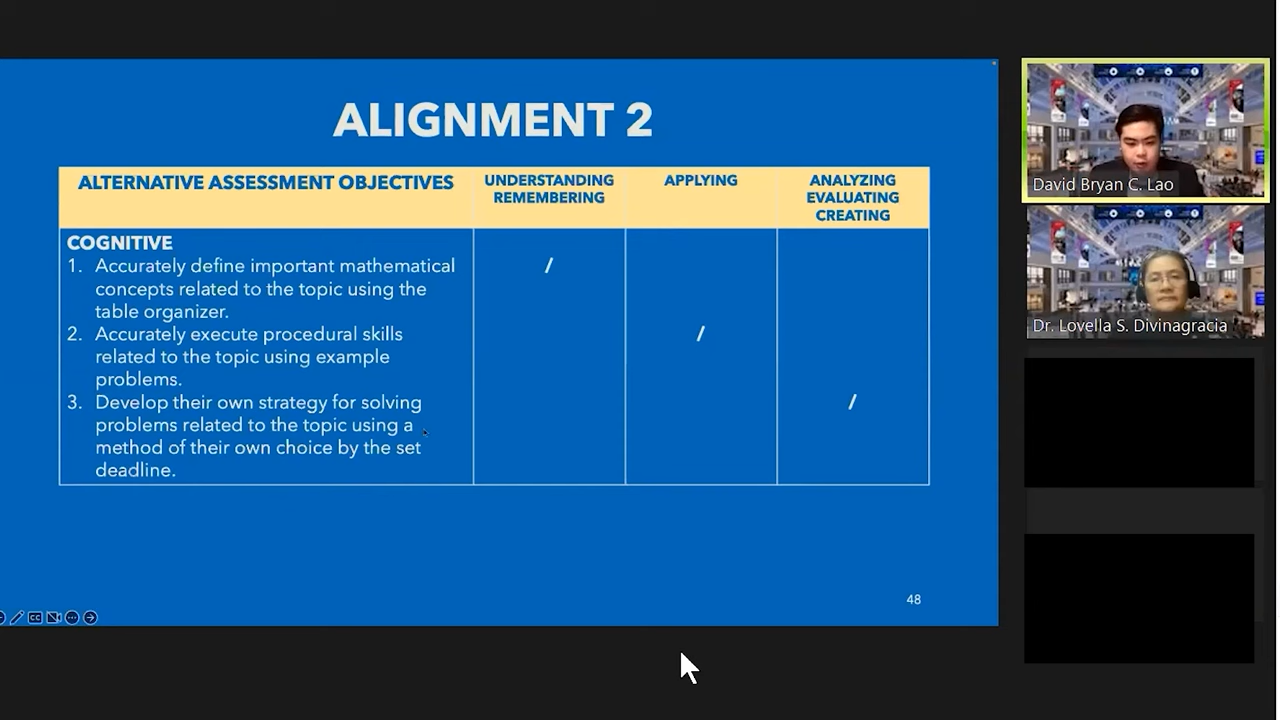 ALIGNMENT 2
ALTERNATIVE ASSESSMENT OBJECTIVES
UNDERSTANDING
REMEMBERING
APPLYING
ANALYZING
EVALUATING
CREATING
COGNITIVE
1. Accurately define important mathematical
concepts related to the topic using the
table organizer.
/
2. Accurately execute procedural skills
related to the topic using example
problems.
/
3. Develop their own strategy for solving
problems related to the topic using a
method of their own choice by the set
deadline.
/
48
CC
David Bryan C. Lao
Dr. Lovella S. Divinagracia